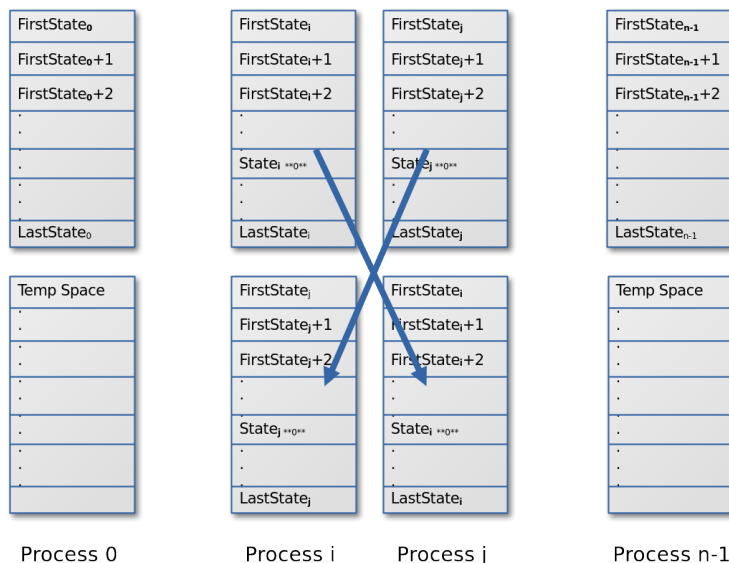 FirstState₀
FirstState₀+1
FirstState₀+2
.
.
.
.
.
.
.
LastState₀
FirstStateᵢ
FirstStateᵢ+1
FirstStateᵢ+2
.
.
.
Stateᵢ **0**
.
.
.
LastStateᵢ
FirstStateⱼ
FirstStateⱼ+1
FirstStateⱼ+2
.
.
.
Stateⱼ **0**
.
.
.
LastStateⱼ
FirstStateₙ₋₁
FirstStateₙ₋₁+1
FirstStateₙ₋₁+2
.
.
.
.
.
.
.
LastStateₙ₋₁
Temp Space
.
.
.
.
.
.
.
.
.
.
.
FirstStateⱼ
FirstStateⱼ+1
FirstStateⱼ+2
.
.
.
Stateⱼ **0**
.
.
.
LastStateⱼ
FirstStateᵢ
FirstStateᵢ+1
FirstStateᵢ+2
.
.
.
Stateᵢ **0**
.
.
.
LastStateᵢ
Temp Space
.
.
.
.
.
.
.
.
.
.
.
Process 0
Process i
Process j
Process n-1